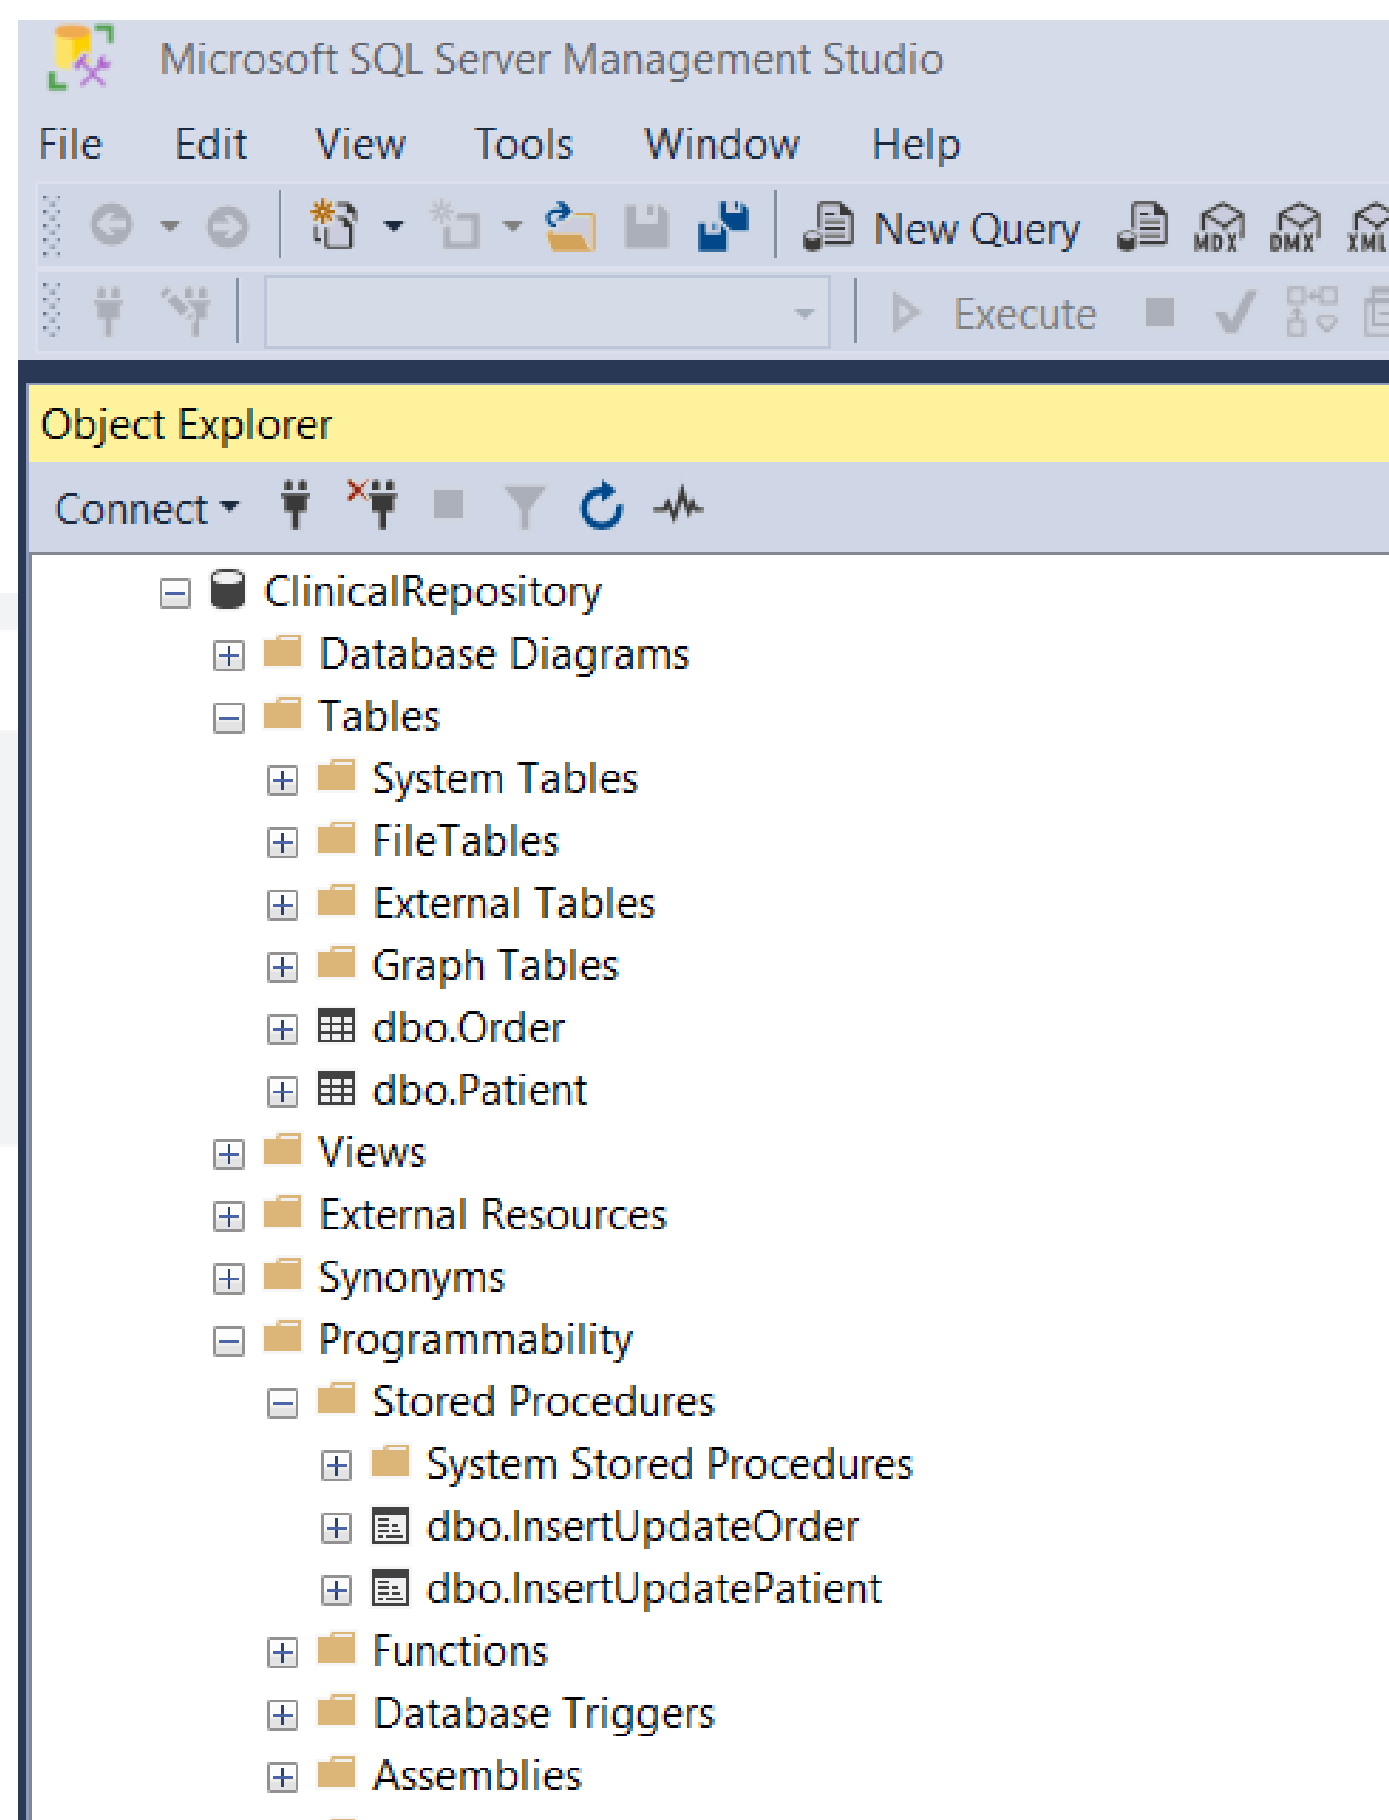 Microsoft SQL Server Management Studio
File Edit View Tools Window Help
New Query MDX DMX XML
Execute
Object Explorer
Connect
ClinicalRepository
Database Diagrams
Tables
System Tables
FileTables
External Tables
Graph Tables
dbo.Order
dbo.Patient
Views
External Resources
Synonyms
Programmability
Stored Procedures
System Stored Procedures
dbo.InsertUpdateOrder
dbo.InsertUpdatePatient
Functions
Database Triggers
Assemblies